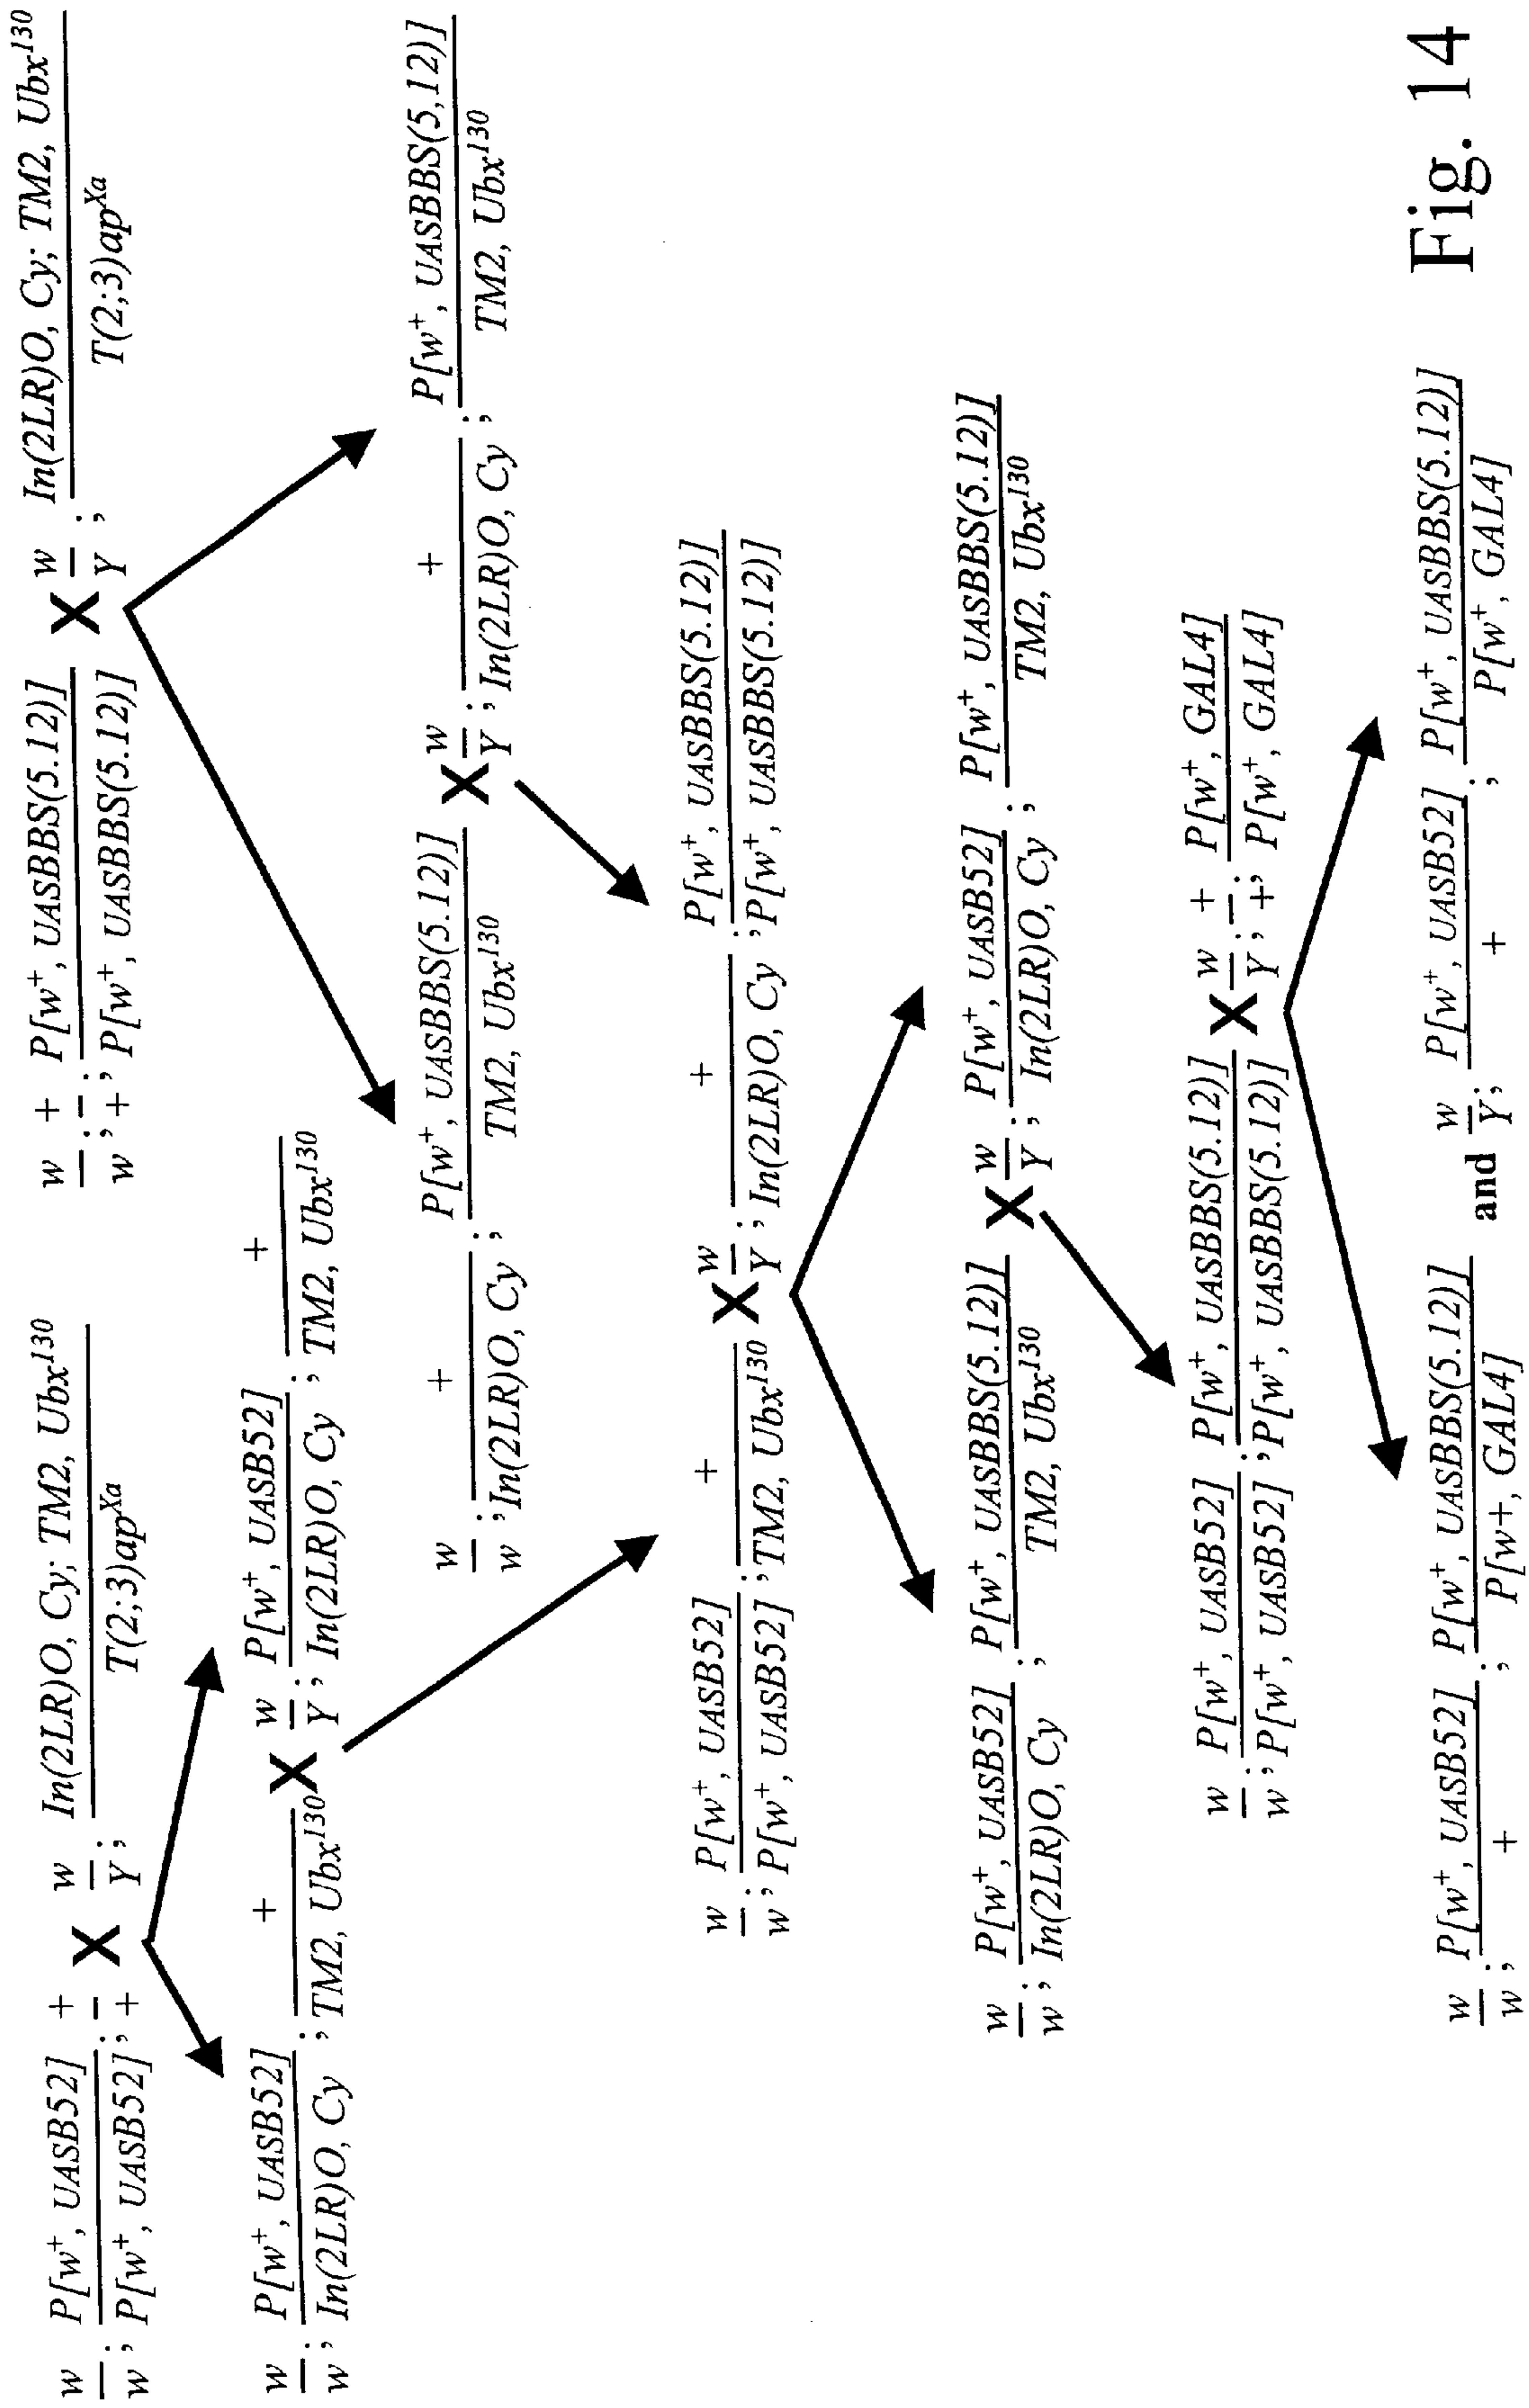 w P[w⁺, UASB52] + X w In(2LR)O, Cy; TM2, Ubx¹³⁰
w ; P[w⁺, UASB52] ; + Y ; T(2;3)apXa
w + P[w⁺, UASBBS(5.12)] X w In(2LR)O, Cy; TM2, Ubx¹³⁰
w ; + ; P[w⁺, UASBBS(5.12)] Y ; T(2;3)apXa
w P[w⁺, UASB52] + X w P[w⁺, UASB52] +
w ; In(2LR)O, Cy ; TM2, Ubx¹³⁰ Y ; In(2LR)O, Cy ; TM2, Ubx¹³⁰
w + P[w⁺, UASBBS(5.12)] X w + P[w⁺, UASBBS(5,12)]
w ; In(2LR)O, Cy ; TM2, Ubx¹³⁰ Y ; In(2LR)O, Cy ; TM2, Ubx¹³⁰
w P[w⁺, UASB52] + X w + P[w⁺, UASBBS(5.12)]
w ; P[w⁺, UASB52] ; TM2, Ubx¹³⁰ Y ; In(2LR)O, Cy ; P[w⁺, UASBBS(5.12)]
w P[w⁺, UASB52] P[w⁺, UASBBS(5.12)] X w P[w⁺, UASB52] P[w⁺, UASBBS(5.12)]
w ; In(2LR)O, Cy ; TM2, Ubx¹³⁰ Y ; In(2LR)O, Cy ; TM2, Ubx¹³⁰
w P[w⁺, UASB52] P[w⁺, UASBBS(5.12)] X w + P[w⁺, GAL4]
w ; P[w⁺, UASB52] ; P[w⁺, UASBBS(5.12)] Y ; + ; P[w⁺, GAL4]
w P[w⁺, UASB52] P[w⁺, UASBBS(5.12)] and w P[w⁺, UASB52] P[w⁺, UASBBS(5.12)]
w ; + ; P[w+, GAL4] Y ; + ; P[w⁺, GAL4]
Fig. 14